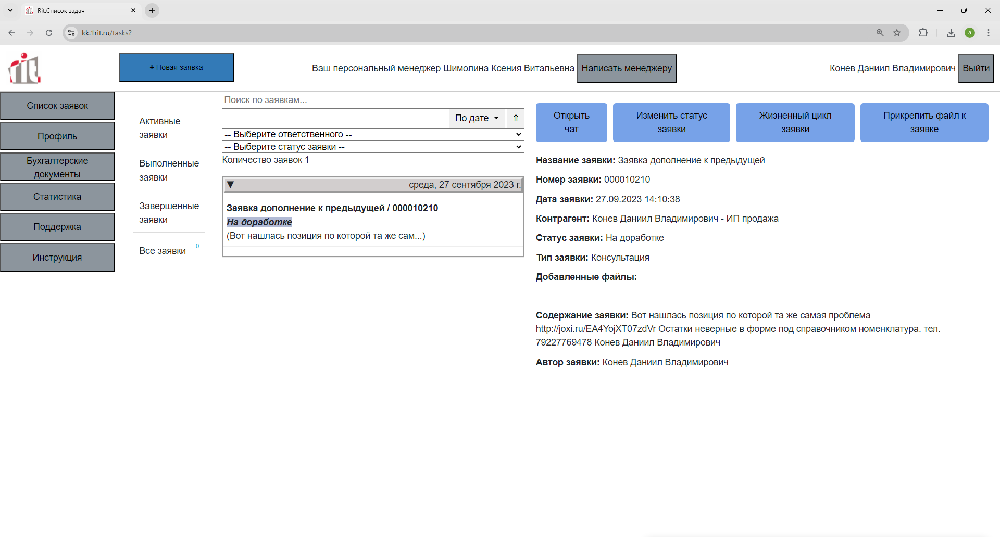 Rit.Список задач
kk.1rit.ru/tasks?
a
rit.
+ Новая заявка
Ваш персональный менеджер Шимолина Ксения Витальевна
Написать менеджеру
Конев Даниил Владимирович
Выйти
Список заявок
Профиль
Бухгалтерские
документы
Статистика
Поддержка
Инструкция
Активные
заявки
Выполненные
заявки
Завершенные
заявки
Все заявки 0
Поиск по заявкам...
По дате
⇑
-- Выберите ответственного --
-- Выберите статус заявки --
Количество заявок 1
▼ среда, 27 сентября 2023 г.
Заявка дополнение к предыдущей / 000010210
На доработке
(Вот нашлась позиция по которой та же сам...)
Открыть
чат
Изменить статус
заявки
Жизненный цикл
заявки
Прикрепить файл к
заявке
Название заявки: Заявка дополнение к предыдущей
Номер заявки: 000010210
Дата заявки: 27.09.2023 14:10:38
Контрагент: Конев Даниил Владимирович - ИП продажа
Статус заявки: На доработке
Тип заявки: Консультация
Добавленные файлы:
Содержание заявки: Вот нашлась позиция по которой та же самая проблема
http://joxi.ru/EA4YojXT07zdVr Остатки неверные в форме под справочником номенклатура. тел.
79227769478 Конев Даниил Владимирович
Автор заявки: Конев Даниил Владимирович